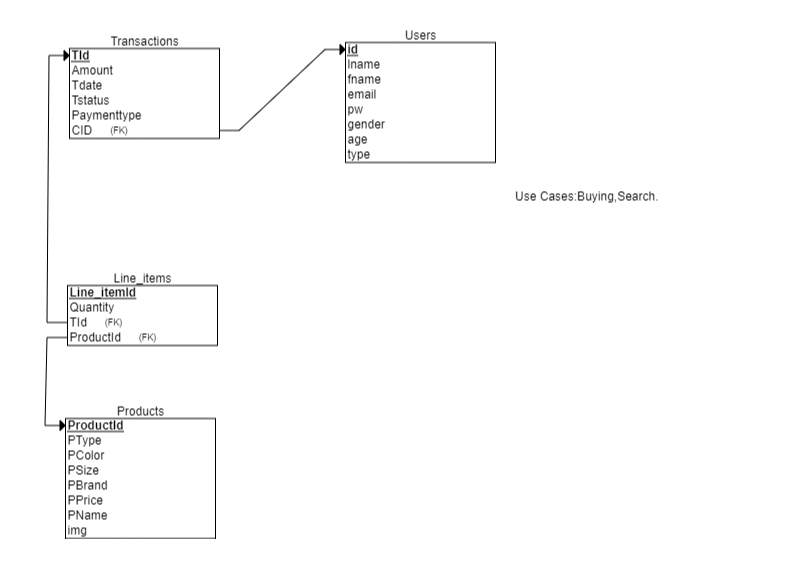 Transactions
TId
Amount
Tdate
Tstatus
Paymenttype
CID (FK)
Users
id
lname
fname
email
pw
gender
age
type
Use Cases:Buying,Search.
Line_items
Line_itemId
Quantity
TId (FK)
ProductId (FK)
Products
ProductId
PType
PColor
PSize
PBrand
PPrice
PName
img